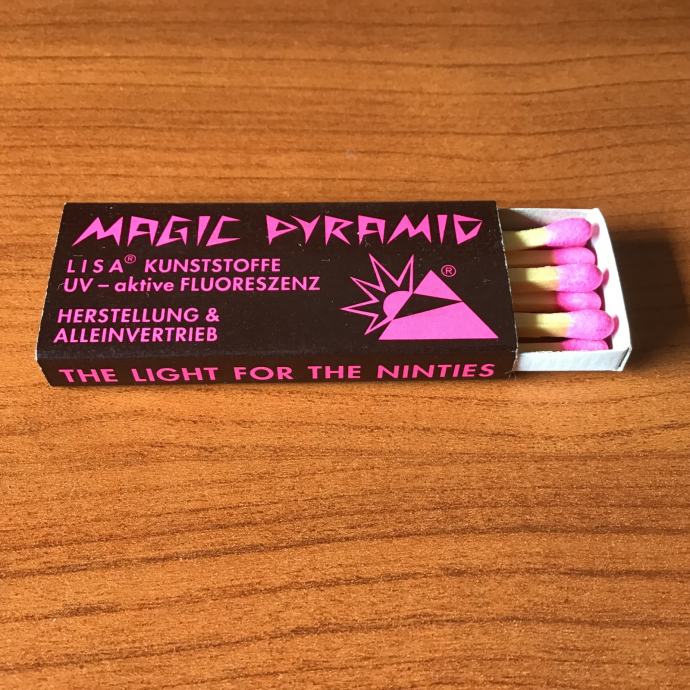 MAGIC PYRAMID
LISA® KUNSTSTOFFE
UV – aktive FLUORESZENZ
HERSTELLUNG &
ALLEINVERTRIEB
®
THE LIGHT FOR THE NINTIES